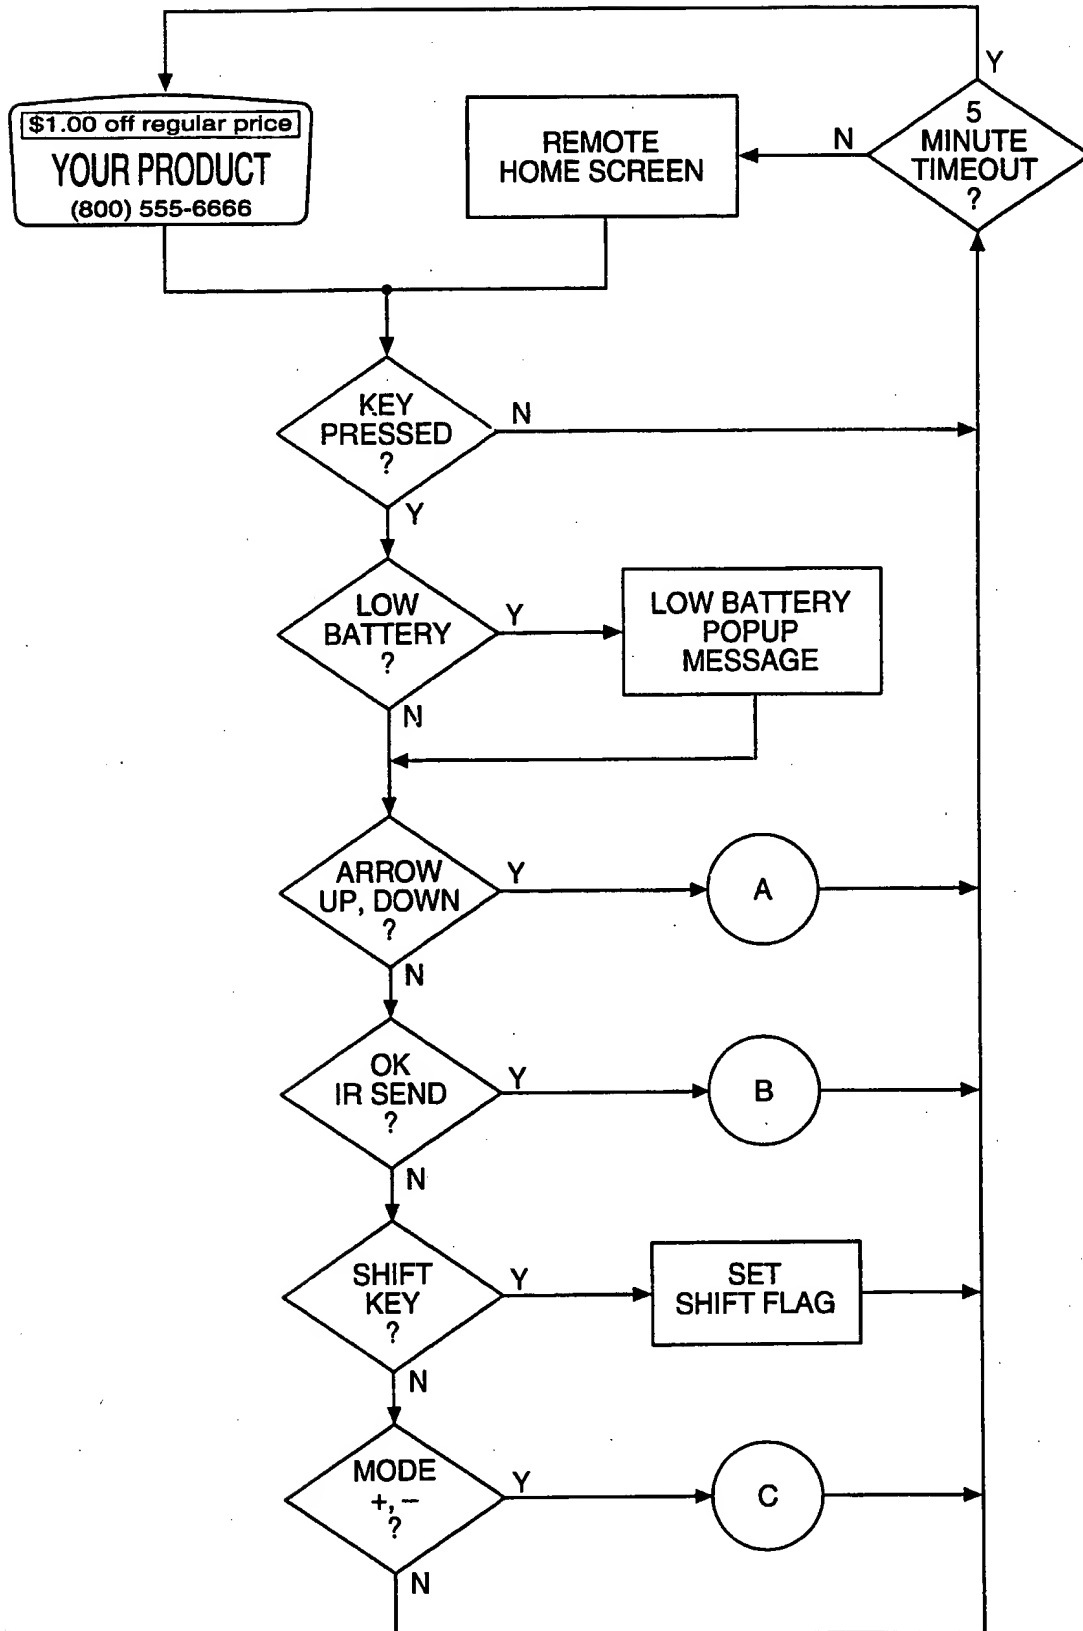 Y
$1.00 off regular price
YOUR PRODUCT
(800) 555-6666
REMOTE
HOME SCREEN
N
5
MINUTE
TIMEOUT
?
KEY
PRESSED
?
N
Y
LOW
BATTERY
?
Y
LOW BATTERY
POPUP
MESSAGE
N
ARROW
UP, DOWN
?
Y
A
N
OK
IR SEND
?
Y
B
N
SHIFT
KEY
?
Y
SET
SHIFT FLAG
N
MODE
+, –
?
Y
C
N